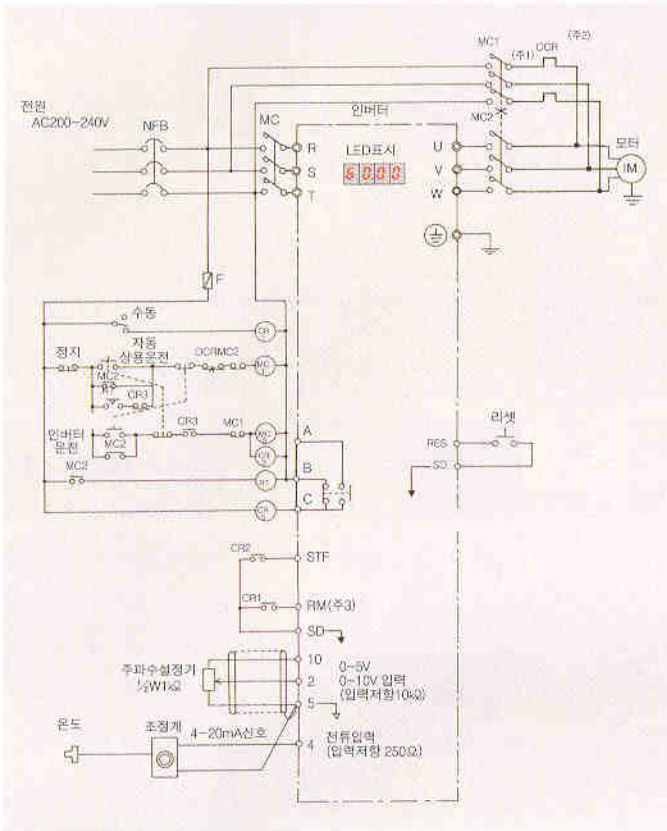 MC1
(주1)
OCR
(주2)
전원
AC200~240V
NFB
MC
인버터
MC2
R
S
T
LED표시
6000
U
V
W
모터
IM
F
수동
자동
정지
상용운전
OCR
MC2
MC2
CR3
인버터
운전
MC2
CR3
MC1
MC2
A
B
C
리셋
RES
SD
CR2
STF
CR1
RM(주3)
SD
10
주파수설정기
½W1kΩ
2
5
0~5V
0~10V 입력
(입력저항10kΩ)
온도
조절계
4~20mA신호
4
전류입력
(입력저항 250Ω)